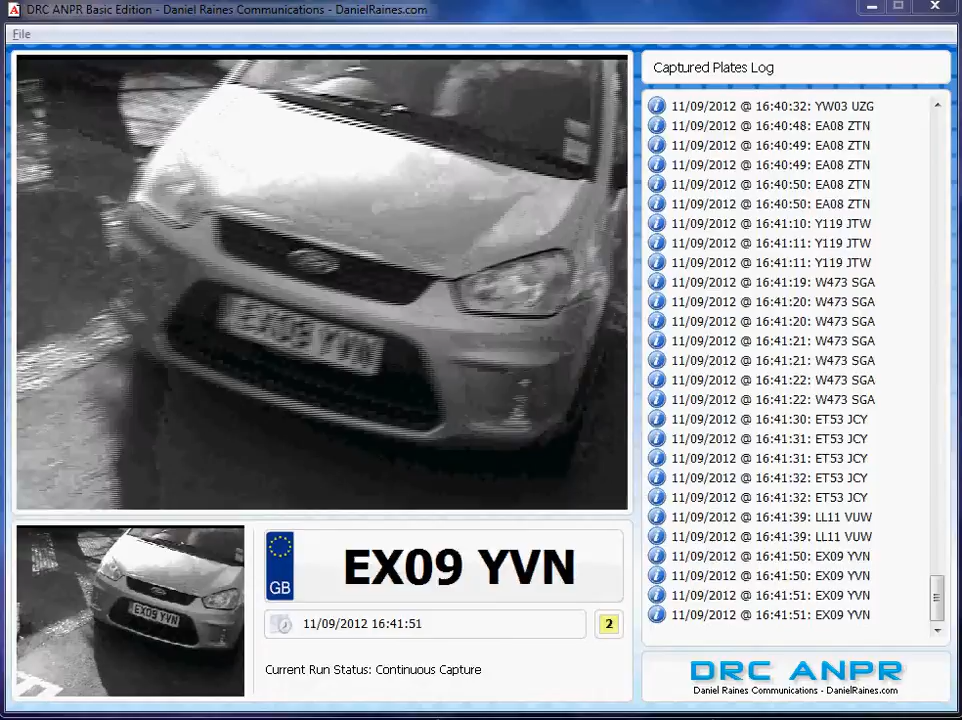 DRC ANPR Basic Edition - Daniel Raines Communications - DanielRaines.com
File
EX09 YVN
Captured Plates Log
11/09/2012 @ 16:40:32: YW03 UZG
11/09/2012 @ 16:40:48: EA08 ZTN
11/09/2012 @ 16:40:49: EA08 ZTN
11/09/2012 @ 16:40:49: EA08 ZTN
11/09/2012 @ 16:40:50: EA08 ZTN
11/09/2012 @ 16:40:50: EA08 ZTN
11/09/2012 @ 16:41:10: Y119 JTW
11/09/2012 @ 16:41:11: Y119 JTW
11/09/2012 @ 16:41:11: Y119 JTW
11/09/2012 @ 16:41:19: W473 SGA
11/09/2012 @ 16:41:20: W473 SGA
11/09/2012 @ 16:41:20: W473 SGA
11/09/2012 @ 16:41:21: W473 SGA
11/09/2012 @ 16:41:21: W473 SGA
11/09/2012 @ 16:41:22: W473 SGA
11/09/2012 @ 16:41:22: W473 SGA
11/09/2012 @ 16:41:30: ET53 JCY
11/09/2012 @ 16:41:31: ET53 JCY
11/09/2012 @ 16:41:31: ET53 JCY
11/09/2012 @ 16:41:32: ET53 JCY
11/09/2012 @ 16:41:32: ET53 JCY
11/09/2012 @ 16:41:39: LL11 VUW
11/09/2012 @ 16:41:39: LL11 VUW
11/09/2012 @ 16:41:50: EX09 YVN
11/09/2012 @ 16:41:50: EX09 YVN
11/09/2012 @ 16:41:51: EX09 YVN
11/09/2012 @ 16:41:51: EX09 YVN
EX09 YVN
GB
EX09 YVN
11/09/2012 16:41:51
2
Current Run Status: Continuous Capture
DRC ANPR
Daniel Raines Communications - DanielRaines.com